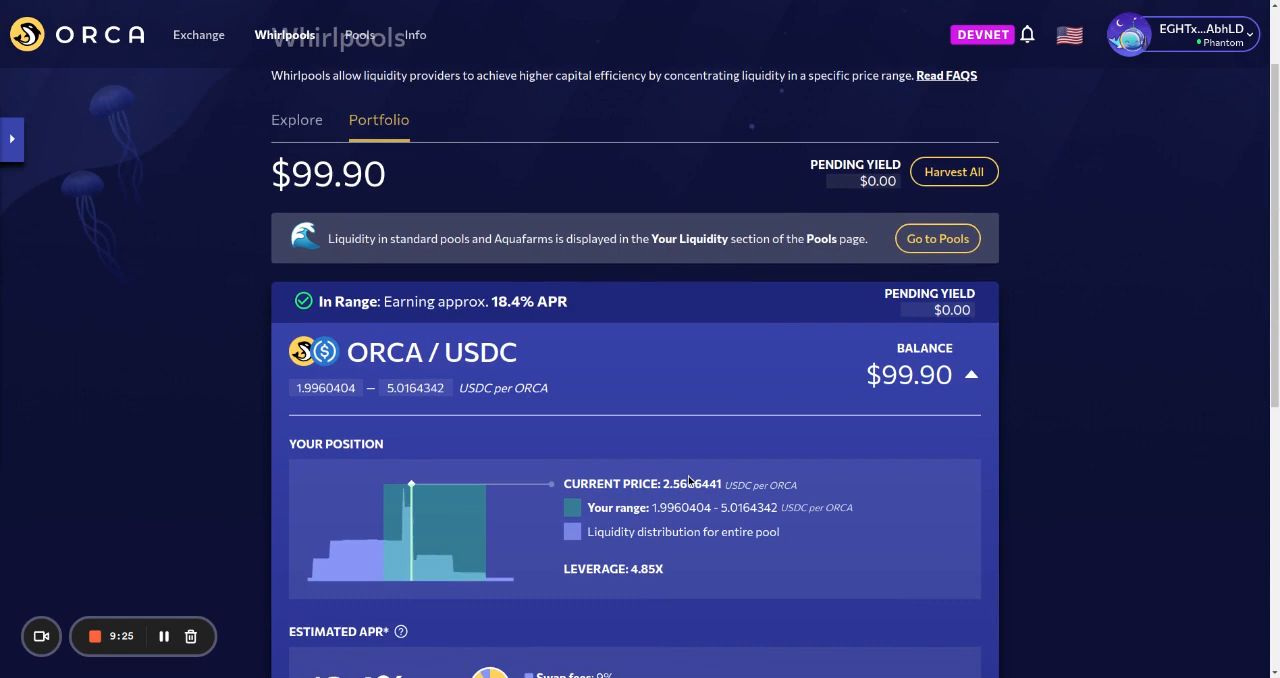 ORCA
Exchange
Whirlpools
Pools
Info
DEVNET
EGHTx...AbhLD
Phantom
Whirlpools
Whirlpools allow liquidity providers to achieve higher capital efficiency by concentrating liquidity in a specific price range. Read FAQS
Explore
Portfolio
$99.90
PENDING YIELD
$0.00
Harvest All
Liquidity in standard pools and Aquafarms is displayed in the Your Liquidity section of the Pools page.
Go to Pools
In Range: Earning approx. 18.4% APR
PENDING YIELD
$0.00
ORCA / USDC
1.9960404 – 5.0164342 USDC per ORCA
BALANCE
$99.90
YOUR POSITION
CURRENT PRICE: USDC per ORCA
Your range: 1.9960404 - 5.0164342 USDC per ORCA
Liquidity distribution for entire pool
LEVERAGE: 4.85X
ESTIMATED APR* ?
Swap fees: 9%
9:25